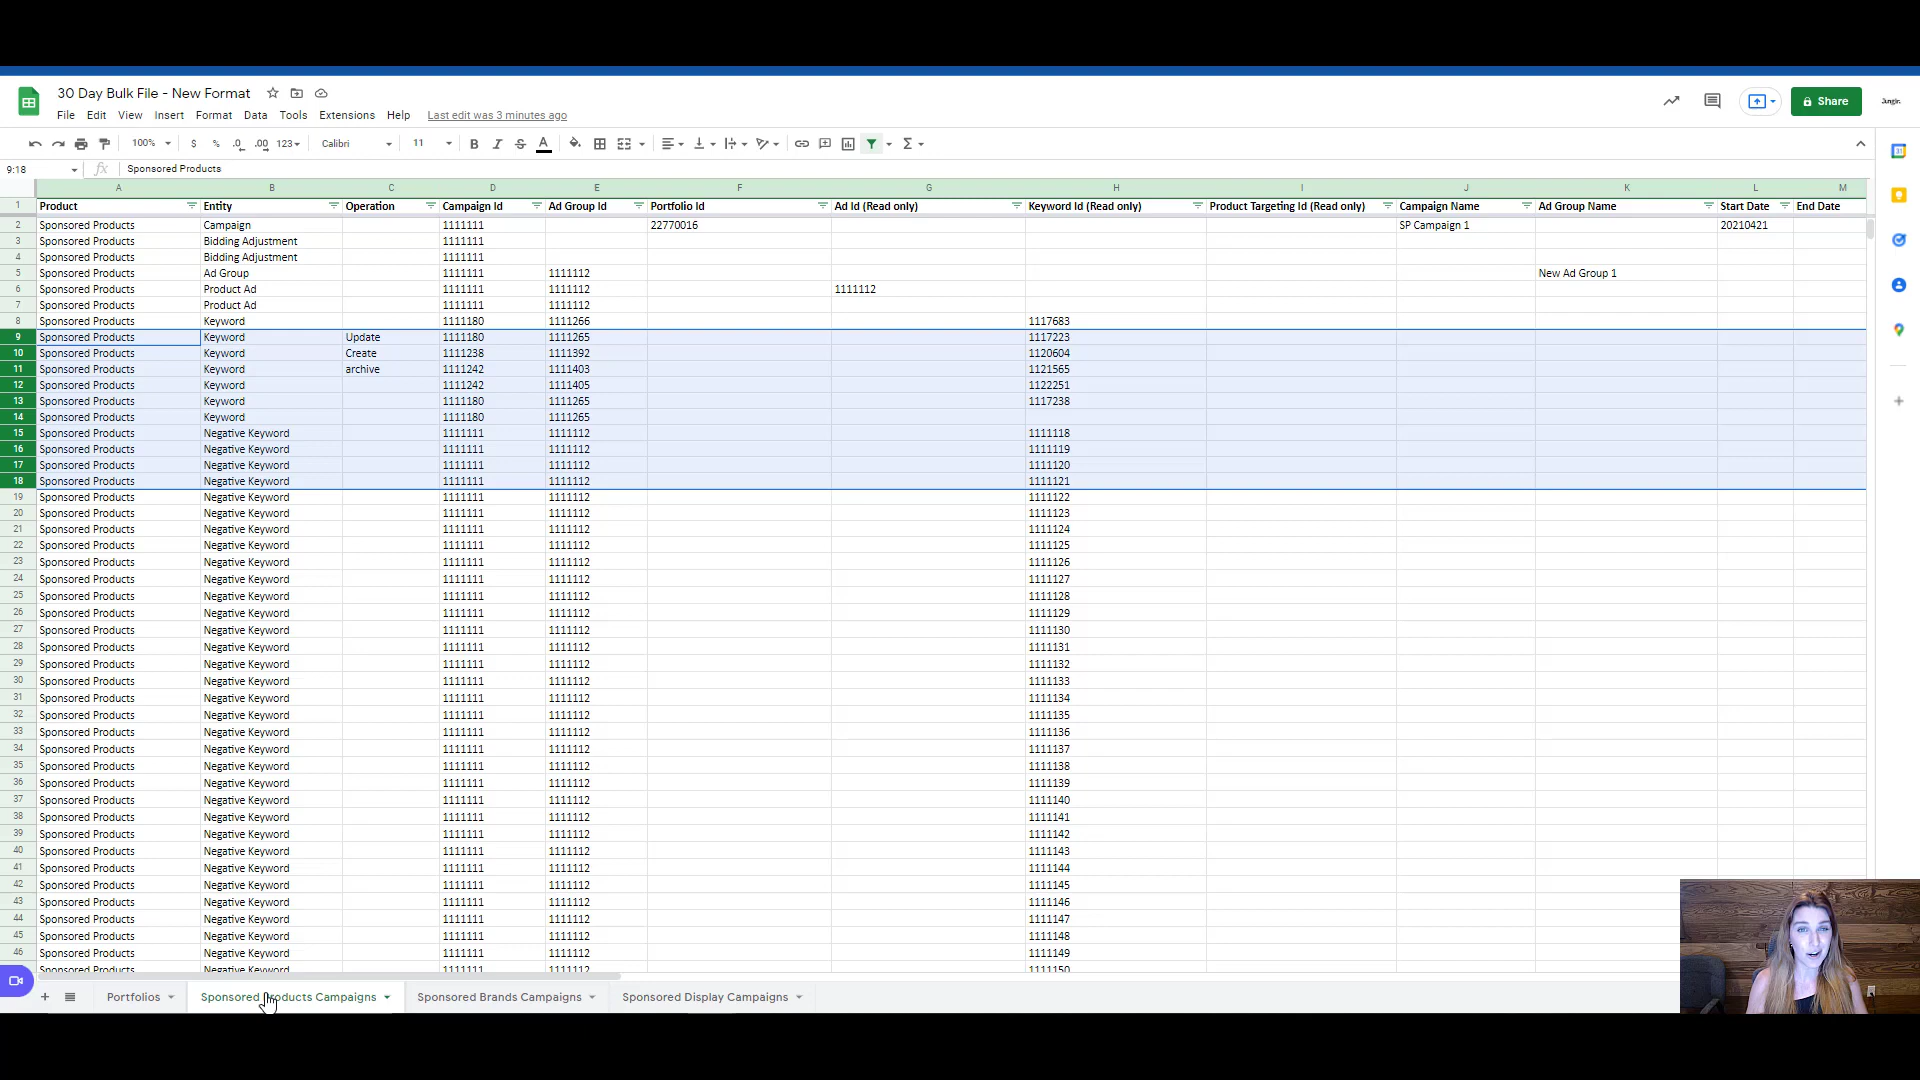 30 Day Bulk File - New Format
File Edit View Insert Format Data Tools Extensions Help Last edit was 3 minutes ago
Share
100% $ % .0 .00 123 Calibri 11 B I S A
9:18 fx Sponsored Products
A B C D E F G H I J K L M
1 Product Entity Operation Campaign Id Ad Group Id Portfolio Id Ad Id (Read only) Keyword Id (Read only) Product Targeting Id (Read only) Campaign Name Ad Group Name Start Date End Date
2 Sponsored Products Campaign 1111111 22770016 SP Campaign 1 20210421
3 Sponsored Products Bidding Adjustment 1111111
4 Sponsored Products Bidding Adjustment 1111111
5 Sponsored Products Ad Group 1111111 1111112 New Ad Group 1
6 Sponsored Products Product Ad 1111111 1111112 1111112
7 Sponsored Products Product Ad 1111111 1111112
8 Sponsored Products Keyword 1111180 1111266 1117683
9 Sponsored Products Keyword Update 1111180 1111265 1117223
10 Sponsored Products Keyword Create 1111238 1111392 1120604
11 Sponsored Products Keyword archive 1111242 1111403 1121565
12 Sponsored Products Keyword 1111242 1111405 1122251
13 Sponsored Products Keyword 1111180 1111265 1117238
14 Sponsored Products Keyword 1111180 1111265
15 Sponsored Products Negative Keyword 1111111 1111112 1111118
16 Sponsored Products Negative Keyword 1111111 1111112 1111119
17 Sponsored Products Negative Keyword 1111111 1111112 1111120
18 Sponsored Products Negative Keyword 1111111 1111112 1111121
19 Sponsored Products Negative Keyword 1111111 1111112 1111122
20 Sponsored Products Negative Keyword 1111111 1111112 1111123
21 Sponsored Products Negative Keyword 1111111 1111112 1111124
22 Sponsored Products Negative Keyword 1111111 1111112 1111125
23 Sponsored Products Negative Keyword 1111111 1111112 1111126
24 Sponsored Products Negative Keyword 1111111 1111112 1111127
25 Sponsored Products Negative Keyword 1111111 1111112 1111128
26 Sponsored Products Negative Keyword 1111111 1111112 1111129
27 Sponsored Products Negative Keyword 1111111 1111112 1111130
28 Sponsored Products Negative Keyword 1111111 1111112 1111131
29 Sponsored Products Negative Keyword 1111111 1111112 1111132
30 Sponsored Products Negative Keyword 1111111 1111112 1111133
31 Sponsored Products Negative Keyword 1111111 1111112 1111134
32 Sponsored Products Negative Keyword 1111111 1111112 1111135
33 Sponsored Products Negative Keyword 1111111 1111112 1111136
34 Sponsored Products Negative Keyword 1111111 1111112 1111137
35 Sponsored Products Negative Keyword 1111111 1111112 1111138
36 Sponsored Products Negative Keyword 1111111 1111112 1111139
37 Sponsored Products Negative Keyword 1111111 1111112 1111140
38 Sponsored Products Negative Keyword 1111111 1111112 1111141
39 Sponsored Products Negative Keyword 1111111 1111112 1111142
40 Sponsored Products Negative Keyword 1111111 1111112 1111143
41 Sponsored Products Negative Keyword 1111111 1111112 1111144
42 Sponsored Products Negative Keyword 1111111 1111112 1111145
43 Sponsored Products Negative Keyword 1111111 1111112 1111146
44 Sponsored Products Negative Keyword 1111111 1111112 1111147
45 Sponsored Products Negative Keyword 1111111 1111112 1111148
46 Sponsored Products Negative Keyword 1111111 1111112 1111149
Sponsored Products Negative Keyword 1111111 1111112 1111150
Portfolios Sponsored Products Campaigns Sponsored Brands Campaigns Sponsored Display Campaigns